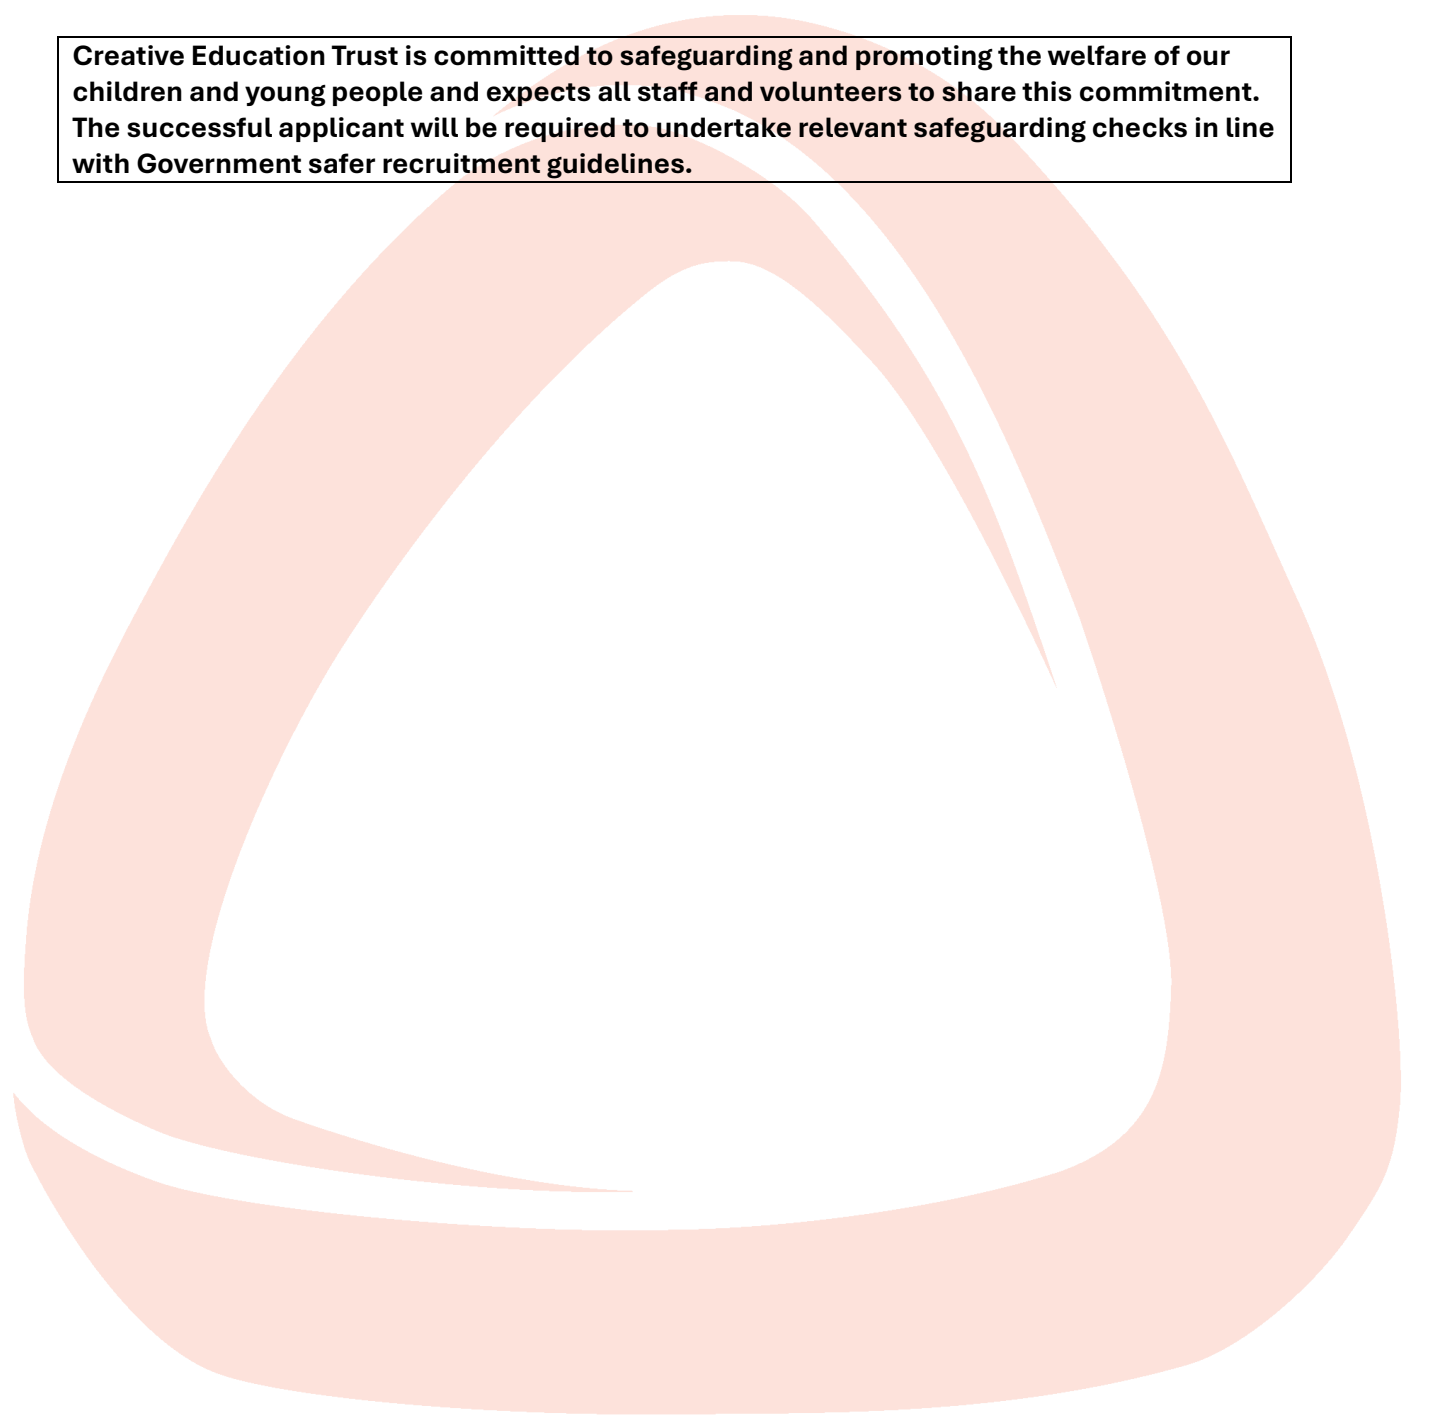 Creative Education Trust is committed to safeguarding and promoting the welfare of our
children and young people and expects all staff and volunteers to share this commitment.
The successful applicant will be required to undertake relevant safeguarding checks in line
with Government safer recruitment guidelines.